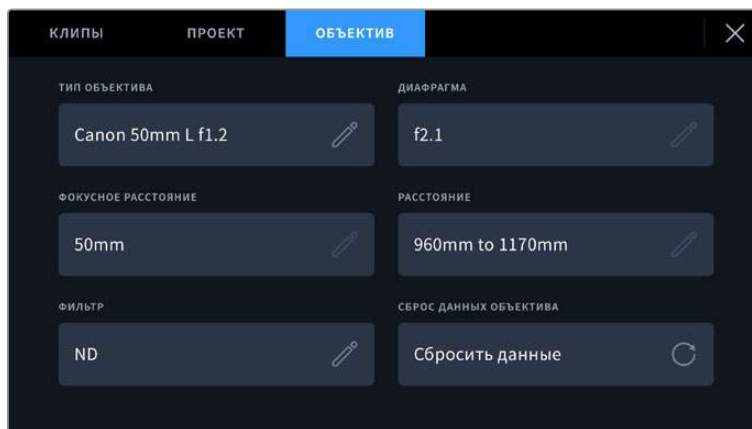 КЛИПЫ ПРОЕКТ ОБЪЕКТИВ
ТИП ОБЪЕКТИВА ДИАФРАГМА
Canon 50mm L f1.2 f2.1
ФОКУСНОЕ РАССТОЯНИЕ РАССТОЯНИЕ
50mm 960mm to 1170mm
ФИЛЬТР СБРОС ДАННЫХ ОБЪЕКТИВА
ND Сбросить данные